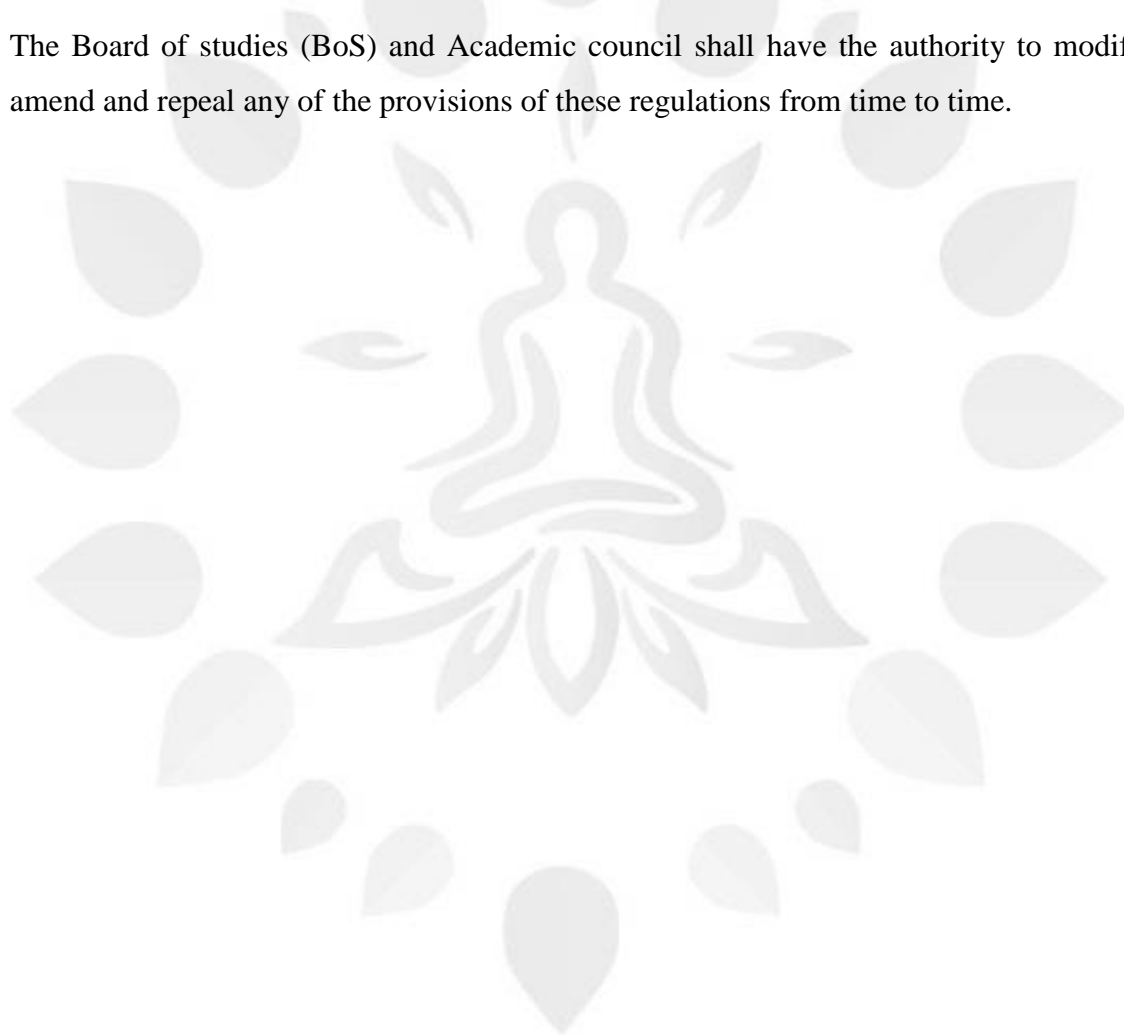 The Board of studies (BoS) and Academic council shall have the authority to modif
amend and repeal any of the provisions of these regulations from time to time.